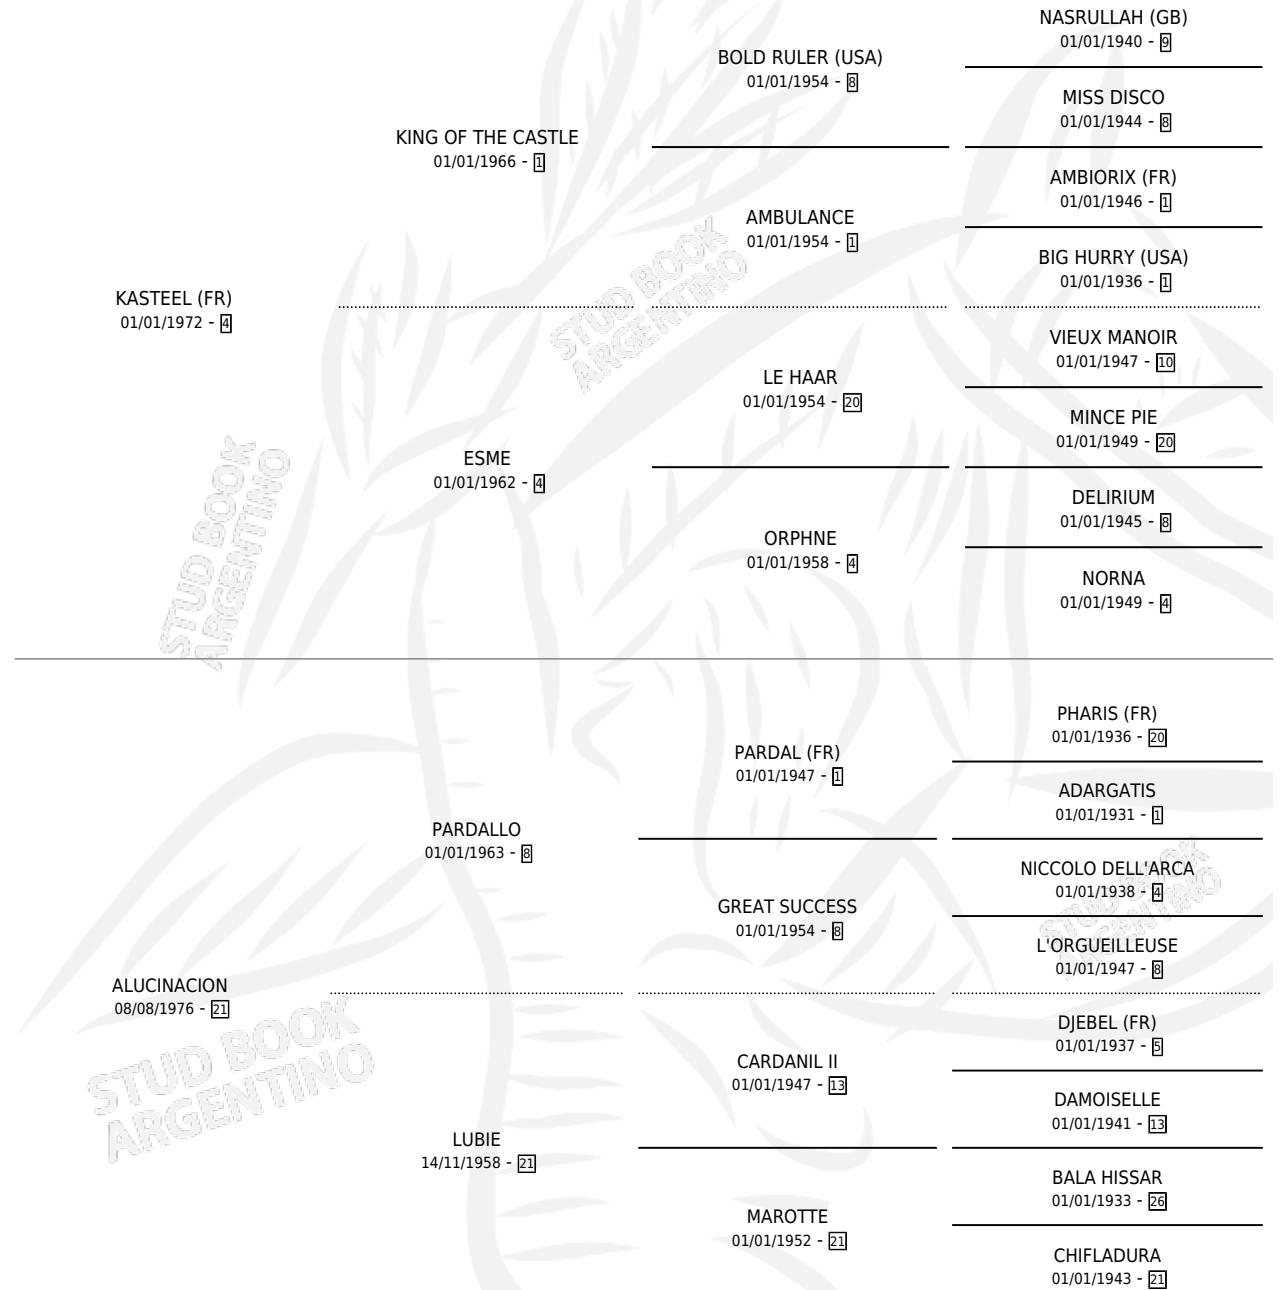 NASRULLAH (GB)
01/01/1940 - 9
BOLD RULER (USA)
01/01/1954 - 8
MISS DISCO
01/01/1944 - 8
KING OF THE CASTLE
01/01/1966 - 1
AMBIORIX (FR)
01/01/1946 - 1
AMBULANCE
01/01/1954 - 1
BIG HURRY (USA)
01/01/1936 - 1
STUD BOOK
ARGENTINO
KASTEEL (FR)
01/01/1972 - 4
VIEUX MANOIR
01/01/1947 - 10
LE HAAR
01/01/1954 - 20
MINCE PIE
01/01/1949 - 20
ESME
01/01/1962 - 4
DELIRIUM
01/01/1945 - 8
ORPHNE
01/01/1958 - 4
NORNA
01/01/1949 - 4
STUD BOOK
ARGENTINO
PHARIS (FR)
01/01/1936 - 20
PARDAL (FR)
01/01/1947 - 1
ADARGATIS
01/01/1931 - 1
PARDALLO
01/01/1963 - 8
NICCOLO DELL'ARCA
01/01/1938 - 4
GREAT SUCCESS
01/01/1954 - 8
L'ORGUEILLEUSE
01/01/1947 - 8
STUD BOOK
ARGENTINO
ALUCINACION
08/08/1976 - 21
DJEBEL (FR)
01/01/1937 - 5
CARDANIL II
01/01/1947 - 13
DAMOISELLE
01/01/1941 - 13
STUD BOOK
ARGENTINO
LUBIE
14/11/1958 - 21
BALA HISSAR
01/01/1933 - 26
MAROTTE
01/01/1952 - 21
CHIFLADURA
01/01/1943 - 21